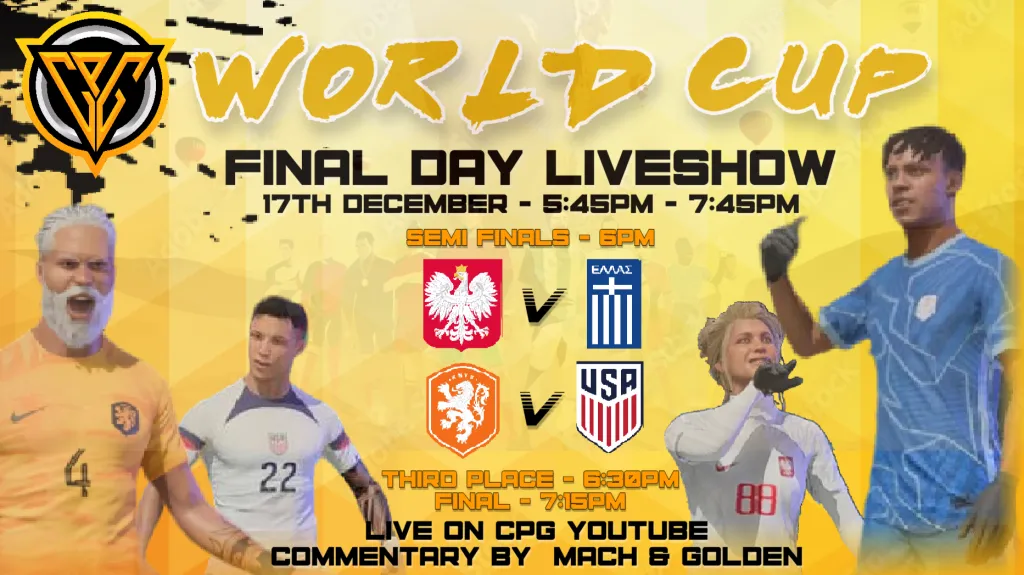 CPG
WORLD CUP
FINAL DAY LIVESHOW
17TH DECEMBER - 5:45PM - 7:45PM
SEMI FINALS - 6PM
V
ΕΛΛΑΣ
V
USA
4
22
88
THIRD PLACE - 6:30PM
FINAL - 7:15PM
LIVE ON CPG YOUTUBE
COMMENTARY BY MACH & GOLDEN